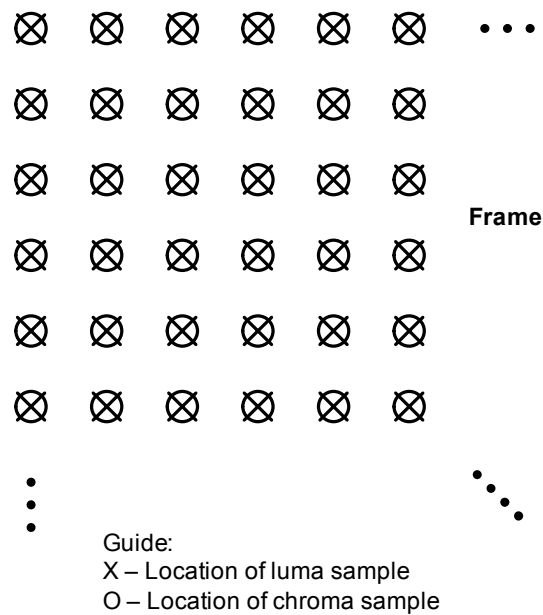 Frame
Guide:
X – Location of luma sample
O – Location of chroma sample